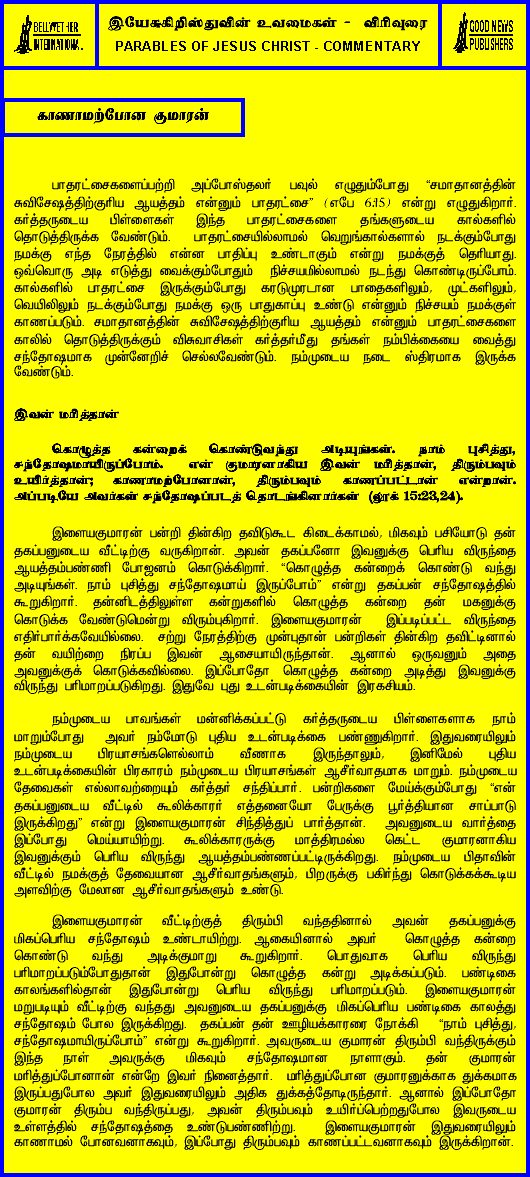 BELLWETHER
INTERNATIONAL
இயேசுகிறிஸ்துவின் உவமைகள் - விரிவுரை
PARABLES OF JESUS CHRIST - COMMENTARY
GOOD NEWS
PUBLISHERS
காணாமற்போன குமாரன்
பாதரட்சைகளைப்பற்றி அப்போஸ்தலர் பவுல் எழுதும்போது “சமாதானத்தின்
சுவிசேஷத்திற்குரிய ஆயத்தம் என்னும் பாதரட்சை” (எபே 6:15) என்று எழுதுகிறார்.
கர்த்தருடைய பிள்ளைகள் இந்த பாதரட்சைகளை தங்களுடைய கால்களில்
தொடுத்திருக்க வேண்டும். பாதரட்சையில்லாமல் வெறுங்கால்களால் நடக்கும்போது
நமக்கு எந்த நேரத்தில் என்ன பாதிப்பு உண்டாகும் என்று நமக்குத் தெரியாது.
ஒவ்வொரு அடி எடுத்து வைக்கும்போதும் நிச்சயமில்லாமல் நடந்து கொண்டிருப்போம்.
கால்களில் பாதரட்சை இருக்கும்போது கரடுமுரடான பாதைகளிலும், முட்களிலும்,
வெயிலிலும் நடக்கும்போது நமக்கு ஒரு பாதுகாப்பு உண்டு என்னும் நிச்சயம் நமக்குள்
காணப்படும். சமாதானத்தின் சுவிசேஷத்திற்குரிய ஆயத்தம் என்னும் பாதரட்சைகளை
காலில் தொடுத்திருக்கும் விசுவாசிகள் கர்த்தர்மீது தங்கள் நம்பிக்கையை வைத்து
சந்தோஷமாக முன்னேறிச் செல்லவேண்டும். நம்முடைய நடை ஸ்திரமாக இருக்க
வேண்டும்.
இவன் மரித்தான்
கொழுத்த கன்றைக் கொண்டுவந்து அடியுங்கள். நாம் புசித்து,
சந்தோஷமாயிருப்போம். என் குமாரனாகிய இவன் மரித்தான், திரும்பவும்
உயிர்த்தான்; காணாமற்போனான், திரும்பவும் காணப்பட்டான் என்றான்.
அப்படியே அவர்கள் சந்தோஷப்படத் தொடங்கினார்கள் (லூக் 15:23,24).
இளையகுமாரன் பன்றி தின்கிற தவிடுகூட கிடைக்காமல், மிகவும் பசியோடு தன்
தகப்பனுடைய வீட்டிற்கு வருகிறான். அவன் தகப்பனோ இவனுக்கு பெரிய விருந்தை
ஆயத்தம்பண்ணி போஜனம் கொடுக்கிறார். “கொழுத்த கன்றைக் கொண்டு வந்து
அடியுங்கள். நாம் புசித்து சந்தோஷமாய் இருப்போம்” என்று தகப்பன் சந்தோஷத்தில்
கூறுகிறார். தன்னிடத்திலுள்ள கன்றுகளில் கொழுத்த கன்றை தன் மகனுக்கு
கொடுக்க வேண்டுமென்று விரும்புகிறார். இளையகுமாரன் இப்படிப்பட்ட விருந்தை
எதிர்பார்க்கவேயில்லை. சற்று நேரத்திற்கு முன்புதான் பன்றிகள் தின்கிற தவிட்டினால்
தன் வயிற்றை நிரப்ப இவன் ஆசையாயிருந்தான். ஆனால் ஒருவனும் அதை
அவனுக்குக் கொடுக்கவில்லை. இப்போதோ கொழுத்த கன்றை அடித்து இவனுக்கு
விருந்து பரிமாறப்படுகிறது. இதுவே புது உடன்படிக்கையின் இரகசியம்.
நம்முடைய பாவங்கள் மன்னிக்கப்பட்டு கர்த்தருடைய பிள்ளைகளாக நாம்
மாறும்போது அவர் நம்மோடு புதிய உடன்படிக்கை பண்ணுகிறார். இதுவரையிலும்
நம்முடைய பிரயாசங்களெல்லாம் வீணாக இருந்தாலும், இனிமேல் புதிய
உடன்படிக்கையின் பிரகாரம் நம்முடைய பிரயாசங்கள் ஆசீர்வாதமாக மாறும். நம்முடைய
தேவைகள் எல்லாவற்றையும் கர்த்தர் சந்திப்பார். பன்றிகளை மேய்க்கும்போது “என்
தகப்பனுடைய வீட்டில் கூலிக்காரர் எத்தனையோ பேருக்கு பூர்த்தியான சாப்பாடு
இருக்கிறது” என்று இளையகுமாரன் சிந்தித்துப் பார்த்தான். அவனுடைய வார்த்தை
இப்போது மெய்யாயிற்று. கூலிக்காரருக்கு மாத்திரமல்ல கெட்ட குமாரனாகிய
இவனுக்கும் பெரிய விருந்து ஆயத்தம்பண்ணப்பட்டிருக்கிறது. நம்முடைய பிதாவின்
வீட்டில் நமக்குத் தேவையான ஆசீர்வாதங்களும், பிறருக்கு பகிர்ந்து கொடுக்கக்கூடிய
அளவிற்கு மேலான ஆசீர்வாதங்களும் உண்டு.
இளையகுமாரன் வீட்டிற்குத் திரும்பி வந்ததினால் அவன் தகப்பனுக்கு
மிகப்பெரிய சந்தோஷம் உண்டாயிற்று. ஆகையினால் அவர் கொழுத்த கன்றை
கொண்டு வந்து அடிக்குமாறு கூறுகிறார். பொதுவாக பெரிய விருந்து
பரிமாறப்படும்போதுதான் இதுபோன்று கொழுத்த கன்று அடிக்கப்படும். பண்டிகை
காலங்களில்தான் இதுபோன்று பெரிய விருந்து பரிமாறப்படும். இளையகுமாரன்
மறுபடியும் வீட்டிற்கு வந்தது அவனுடைய தகப்பனுக்கு மிகப்பெரிய பண்டிகை காலத்து
சந்தோஷம் போல இருக்கிறது. தகப்பன் தன் ஊழியக்காரரை நோக்கி “நாம் புசித்து,
சந்தோஷமாயிருப்போம்” என்று கூறுகிறார். அவருடைய குமாரன் திரும்பி வந்திருக்கும்
இந்த நாள் அவருக்கு மிகவும் சந்தோஷமான நாளாகும். தன் குமாரன்
மரித்துப்போனான் என்றே இவர் நினைத்தார். மரித்துப்போன குமாரனுக்காக துக்கமாக
இருப்பதுபோல அவர் இதுவரையிலும் அதிக துக்கத்தோடிருந்தார். ஆனால் இப்போதோ
குமாரன் திரும்ப வந்திருப்பது, அவன் திரும்பவும் உயிர்ப்பெற்றதுபோல இவருடைய
உள்ளத்தில் சந்தோஷத்தை உண்டுபண்ணிற்று. இளையகுமாரன் இதுவரையிலும்
காணாமல் போனவனாகவும், இப்போது திரும்பவும் காணப்பட்டவனாகவும் இருக்கிறான்.